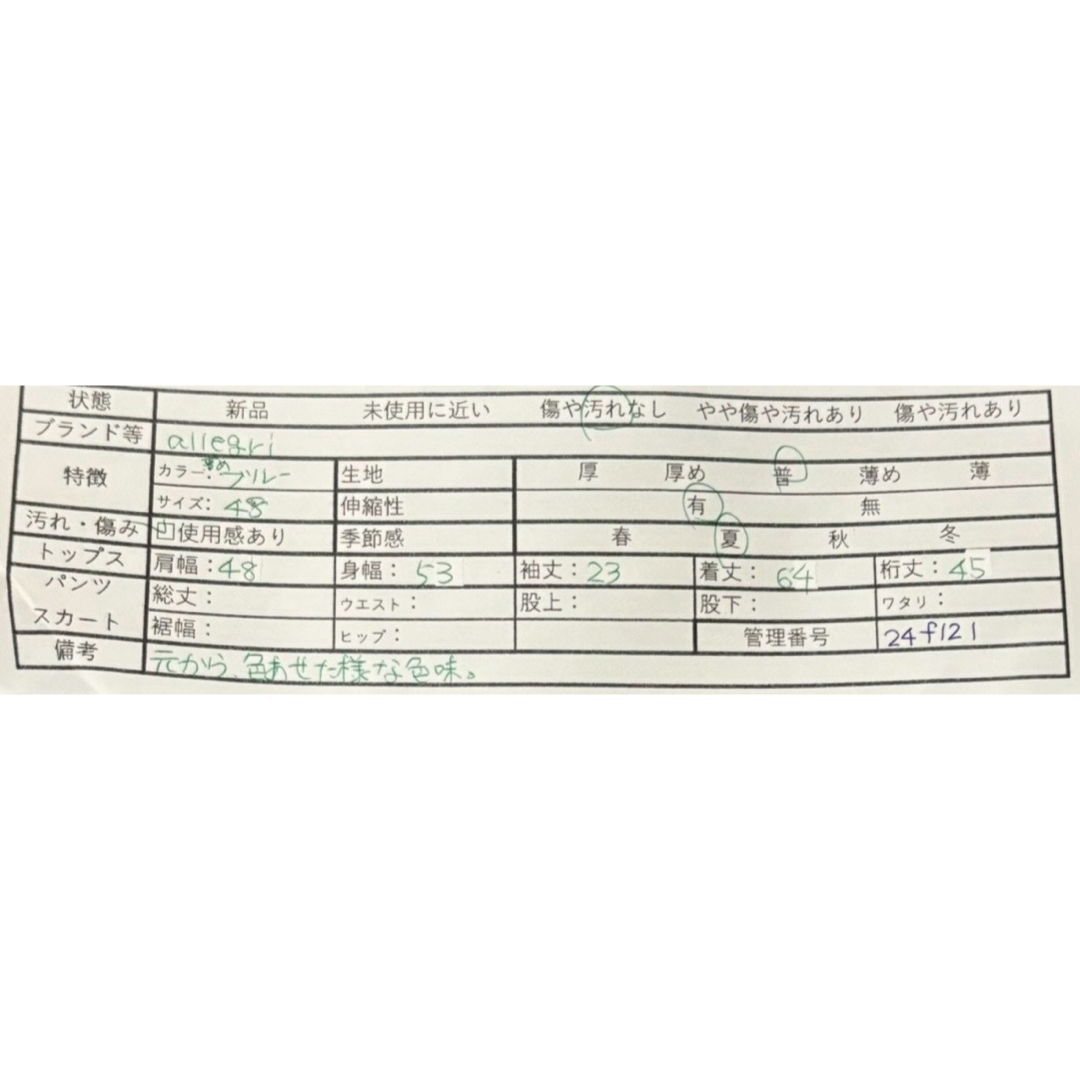 状態 新品 未使用に近い 傷や汚れなし やや傷や汚れあり 傷や汚れあり
ブランド等 allegri
特徴 カラー: 薄め ブルー 生地 厚 厚め 普 薄め 薄
サイズ: 48 伸縮性 有 無
汚れ・傷み 使用感あり 季節感 春 夏 秋 冬
トップス 肩幅:48 身幅:53 袖丈:23 着丈:64 裄丈:45
パンツ 総丈: ウエスト: 股上: 股下: ワタリ:
スカート 裾幅: ヒップ: 管理番号 24f121
備考 元から、色あせた様な色味。